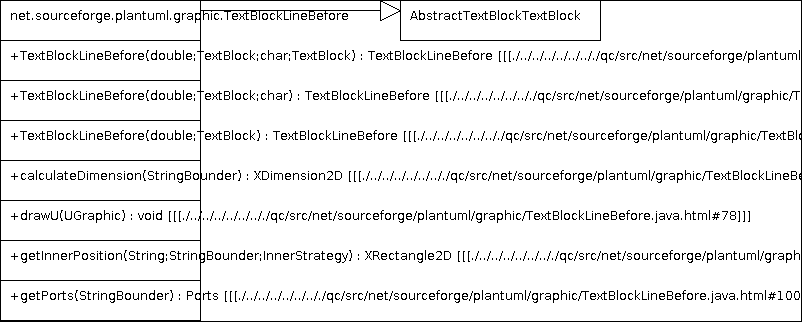 net.sourceforge.plantuml.graphic.TextBlockLineBefore
AbstractTextBlockTextBlock
+TextBlockLineBefore(double;TextBlock;char;TextBlock) : TextBlockLineBefore [[[./../../../../../../../qc/src/net/sourceforge/plantuml
+TextBlockLineBefore(double;TextBlock;char) : TextBlockLineBefore [[[./../../../../../../../qc/src/net/sourceforge/plantuml/graphic/T
+TextBlockLineBefore(double;TextBlock) : TextBlockLineBefore [[[./../../../../../../../qc/src/net/sourceforge/plantuml/graphic/TextBlo
+calculateDimension(StringBounder) : XDimension2D [[[./../../../../../../../qc/src/net/sourceforge/plantuml/graphic/TextBlockLineBe
+drawU(UGraphic) : void [[[./../../../../../../../qc/src/net/sourceforge/plantuml/graphic/TextBlockLineBefore.java.html#78]]]
+getInnerPosition(String;StringBounder;InnerStrategy) : XRectangle2D [[[./../../../../../../../qc/src/net/sourceforge/plantuml/graph
+getPorts(StringBounder) : Ports [[[./../../../../../../../qc/src/net/sourceforge/plantuml/graphic/TextBlockLineBefore.java.html#100